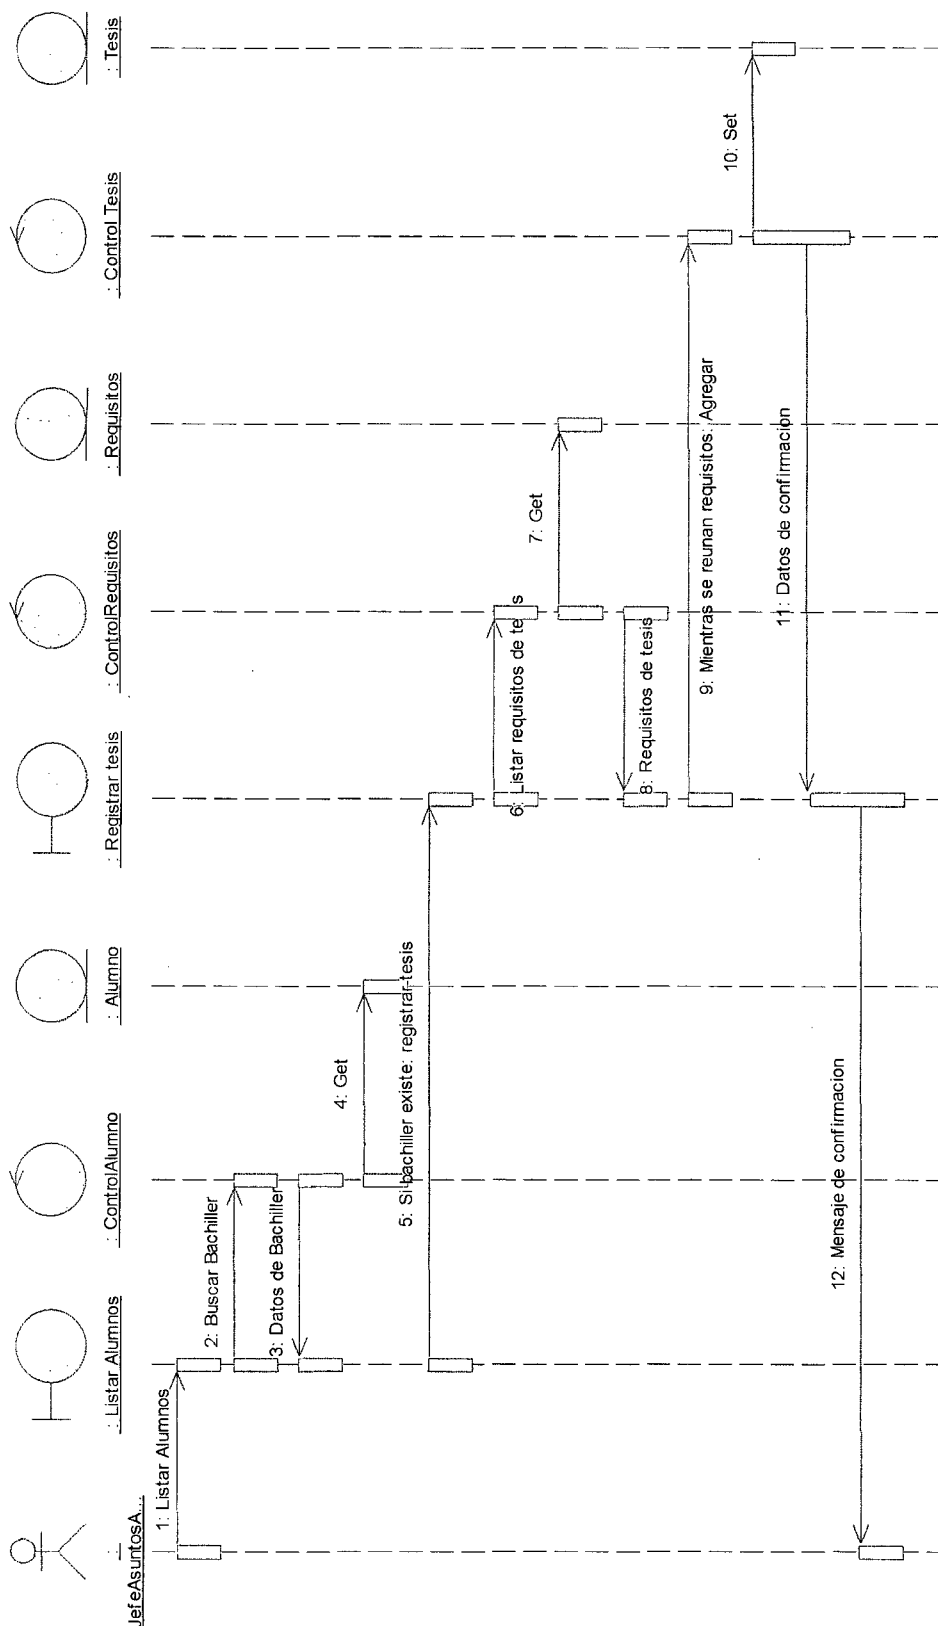 :
JefeAsuntosA...
: Listar Alumnos
: ControlAlumno
: Alumno
: Registrar tesis
: ControlRequisitos
: Requisitos
: Control Tesis
: Tesis
1: Listar Alumnos
2: Buscar Bachiller
3: Datos de Bachiller
4: Get
5: Si bachiller existe: registrar tesis
6: Listar requisitos de tesis
7: Get
8: Requisitos de tesis
9: Mientras se reunan requisitos: Agregar
10: Set
11: Datos de confirmacion
12: Mensaje de confirmacion